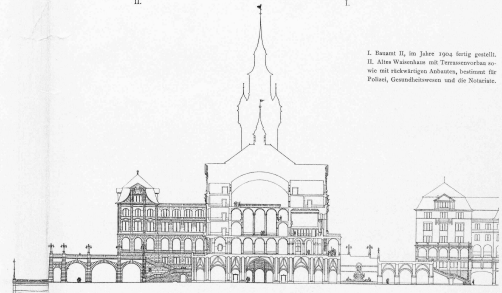 II.
I.
I. Bauamt II, im Jahre 1904 fertig gestellt.
II. Altes Waisenhaus mit Terrassenvorbau so-
wie mit rückwärtigen Anbauten, bestimmt für
Polizei, Gesundheitswesen und die Notariate.